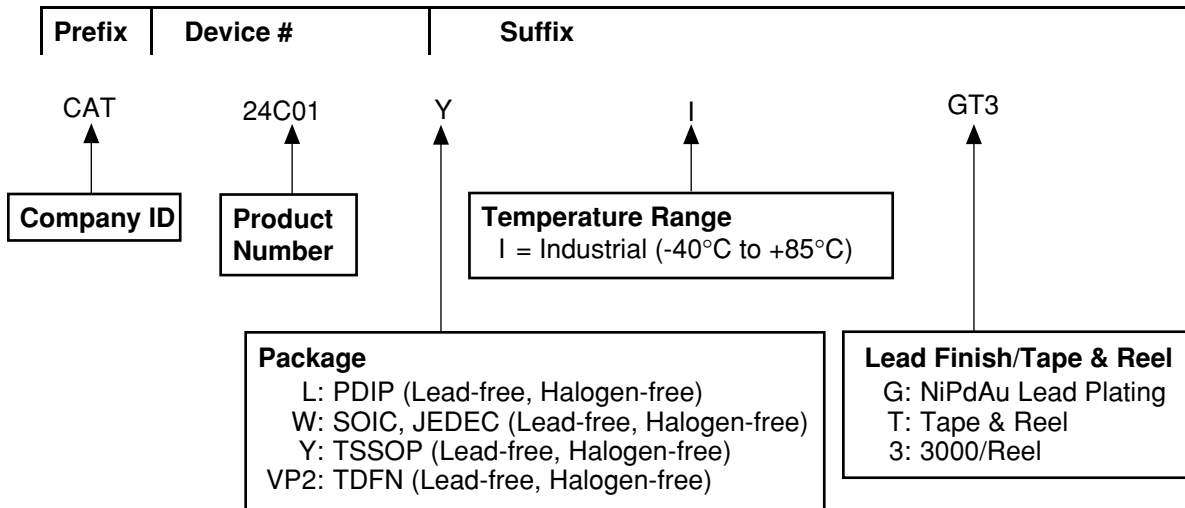 Prefix Device # Suffix
CAT 24C01 Y I GT3
Company ID
Product
Number
Temperature Range
I = Industrial (-40°C to +85°C)
Package
L: PDIP (Lead-free, Halogen-free)
W: SOIC, JEDEC (Lead-free, Halogen-free)
Y: TSSOP (Lead-free, Halogen-free)
VP2: TDFN (Lead-free, Halogen-free)
Lead Finish/Tape & Reel
G: NiPdAu Lead Plating
T: Tape & Reel
3: 3000/Reel